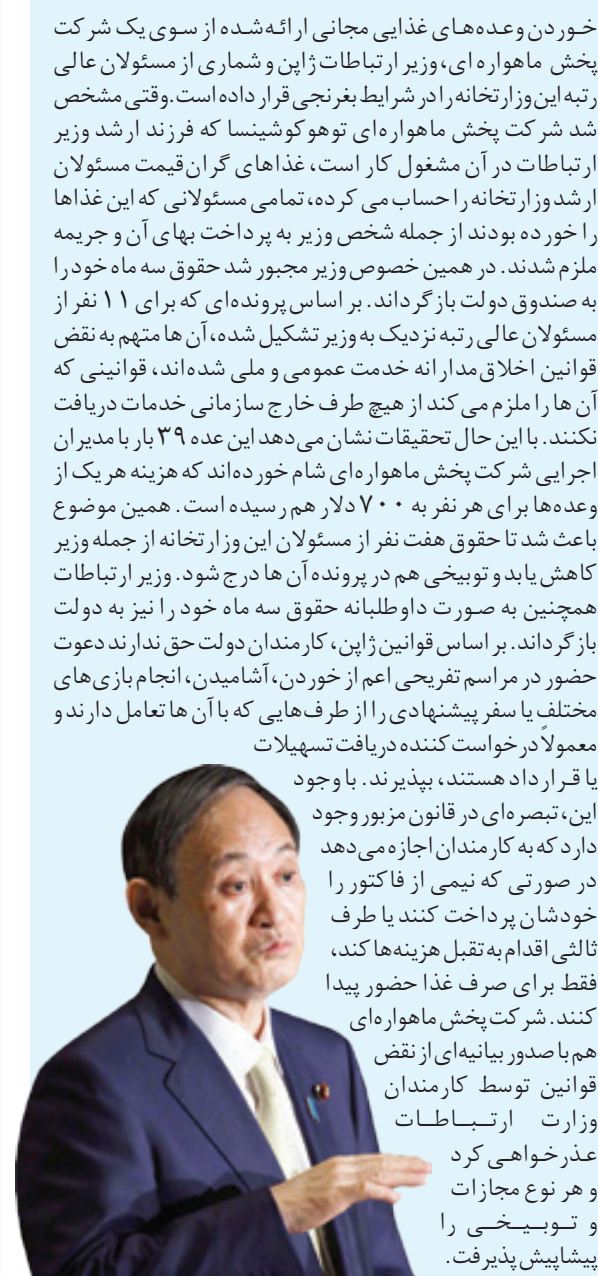 خوردن وعده‌های غذایی مجانی ارائه‌شده از سوی یک شرکت
پخش ماهواره‌ای، وزیر ارتباطات ژاپن و شماری از مسئولان عالی
رتبه این وزارتخانه را در شرایط بغرنجی قرار داده است. وقتی مشخص
شد شرکت پخش ماهواره‌ای توهوکوشینسا که فرزند ارشد وزیر
ارتباطات در آن مشغول کار است، غذاهای گران‌قیمت مسئولان
ارشد وزارتخانه را حساب می کرده، تمامی مسئولانی که این غذاها
را خورده بودند از جمله شخص وزیر به پرداخت بهای آن و جریمه
ملزم شدند. در همین خصوص وزیر مجبور شد حقوق سه ماه خود را
به صندوق دولت بازگرداند. بر اساس پرونده‌ای که برای ۱۱ نفر از
مسئولان عالی رتبه نزدیک به وزیر تشکیل شده، آن ها متهم به نقض
قوانین اخلاق‌مدارانه خدمت عمومی و ملی شده‌اند، قوانینی که
آن ها را ملزم می کند از هیچ طرف خارج سازمانی خدمات دریافت
نکنند. با این حال تحقیقات نشان می‌دهد این عده ۳۹ بار با مدیران
اجرایی شرکت پخش ماهواره‌ای شام خورده‌اند که هزینه هر یک از
وعده‌ها برای هر نفر به ۷۰۰ دلار هم رسیده است. همین موضوع
باعث شد تا حقوق هفت نفر از مسئولان این وزارتخانه از جمله وزیر
کاهش یابد و توبیخی هم در پرونده آن ها درج شود. وزیر ارتباطات
همچنین به صورت داوطلبانه حقوق سه ماه خود را نیز به دولت
بازگرداند. بر اساس قوانین ژاپن، کارمندان دولت حق ندارند دعوت
حضور در مراسم تفریحی اعم از خوردن، آشامیدن، انجام بازی‌های
مختلف یا سفر پیشنهادی را از طرف‌هایی که با آن ها تعامل دارند و
معمولاً درخواست کننده دریافت تسهیلات
یا قرارداد هستند، بپذیرند. با وجود
این، تبصره‌ای در قانون مزبور وجود
دارد که به کارمندان اجازه می‌دهد
در صورتی که نیمی از فاکتور را
خودشان پرداخت کنند یا طرف
ثالثی اقدام به تقبل هزینه‌ها کند،
فقط برای صرف غذا حضور پیدا
کنند. شرکت پخش ماهواره‌ای
هم با صدور بیانیه‌ای از نقض
قوانین توسط کارمندان
وزارت ارتباطات
عذرخواهی کرد
و هر نوع مجازات
و توبیخی را
پیشاپیش پذیرفت.